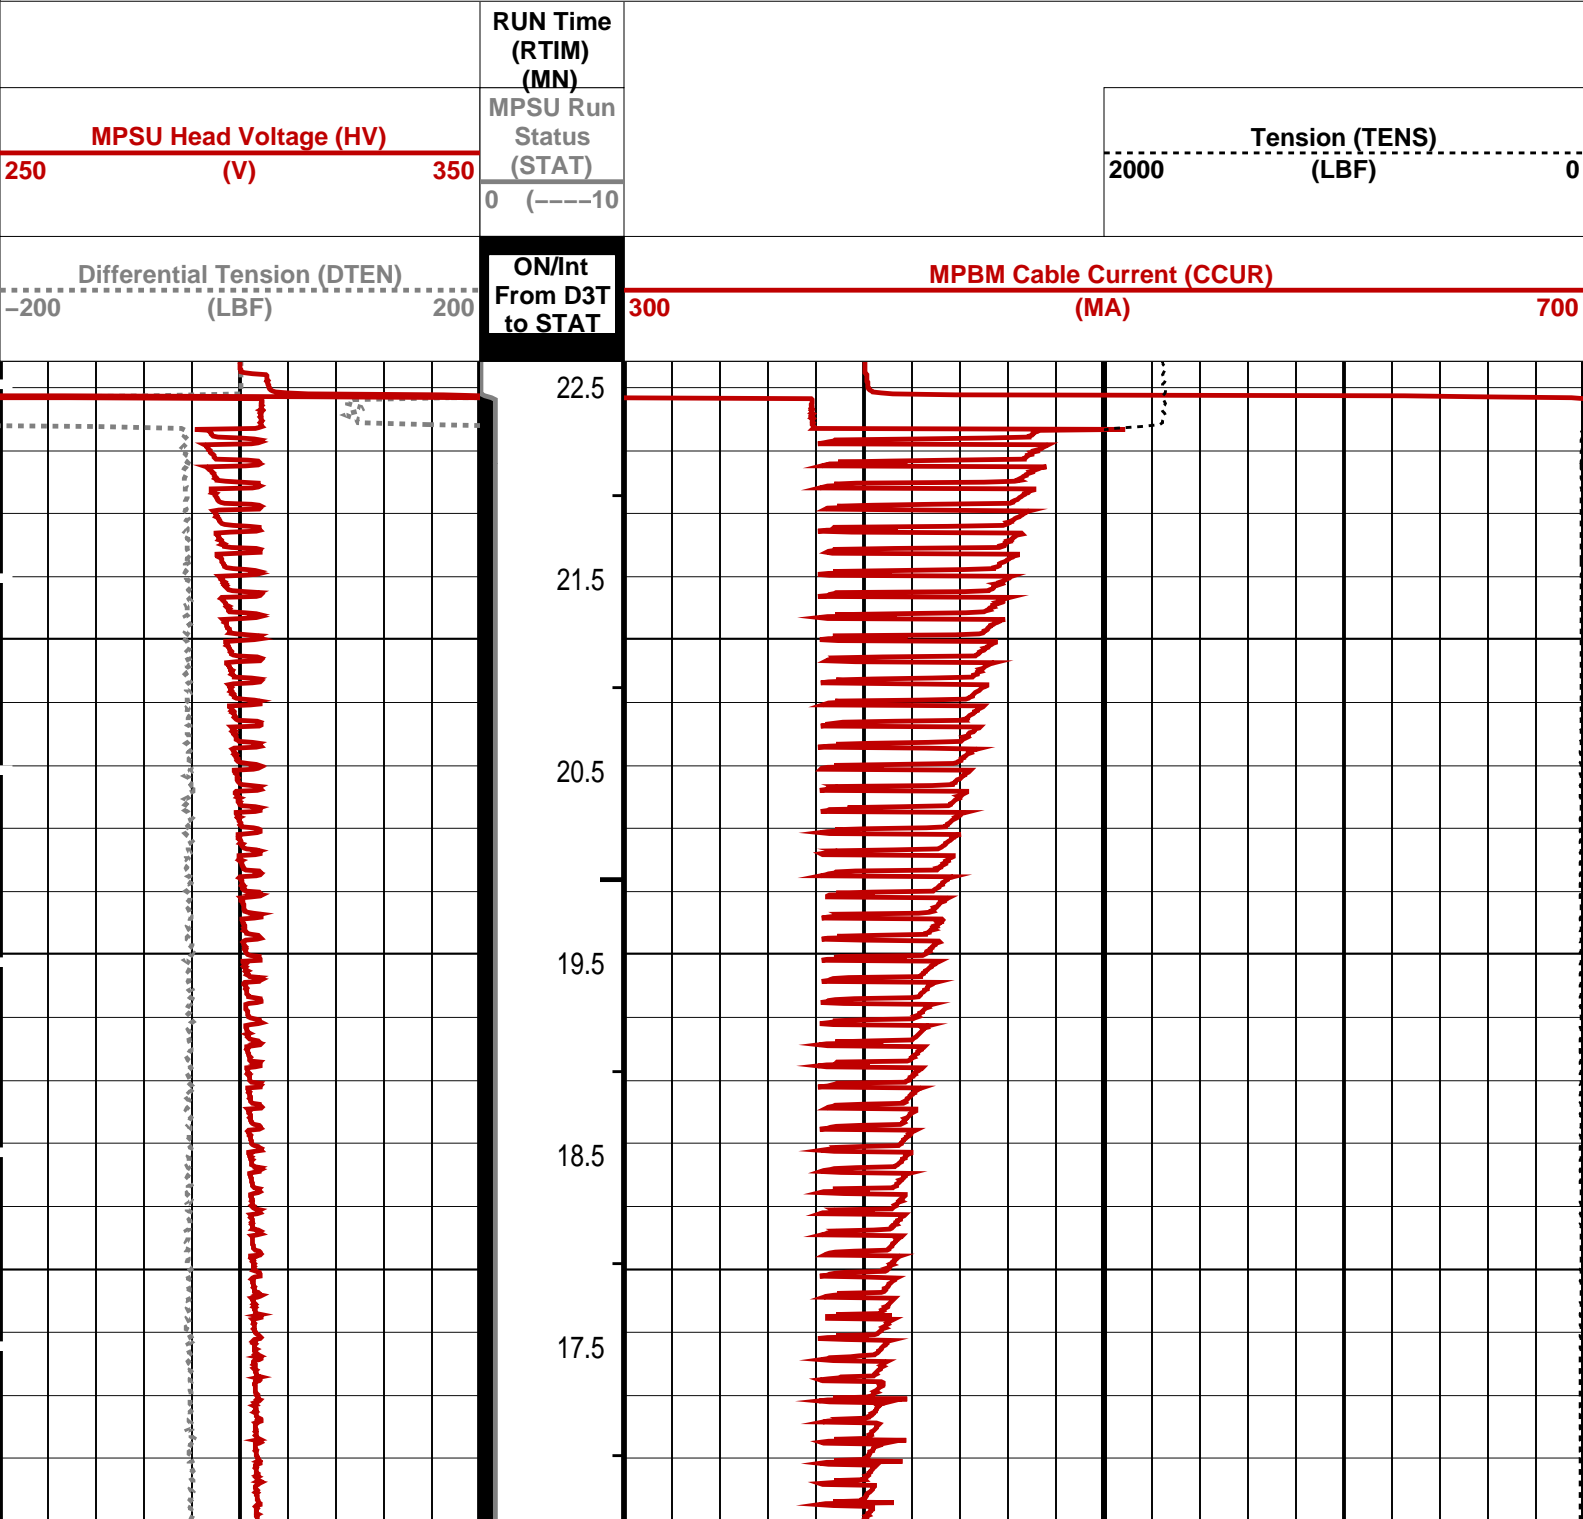 RUN Time
(RTIM)
(MN)
MPSU Head Voltage (HV)
250 (V) 350
MPSU Run
Status
(STAT)
0 (----10
Tension (TENS)
2000 (LBF) 0
Differential Tension (DTEN)
-200 (LBF) 200
ON/Int
From D3T
to STAT
MPBM Cable Current (CCUR)
300 (MA) 700
22.5
21.5
20.5
19.5
18.5
17.5